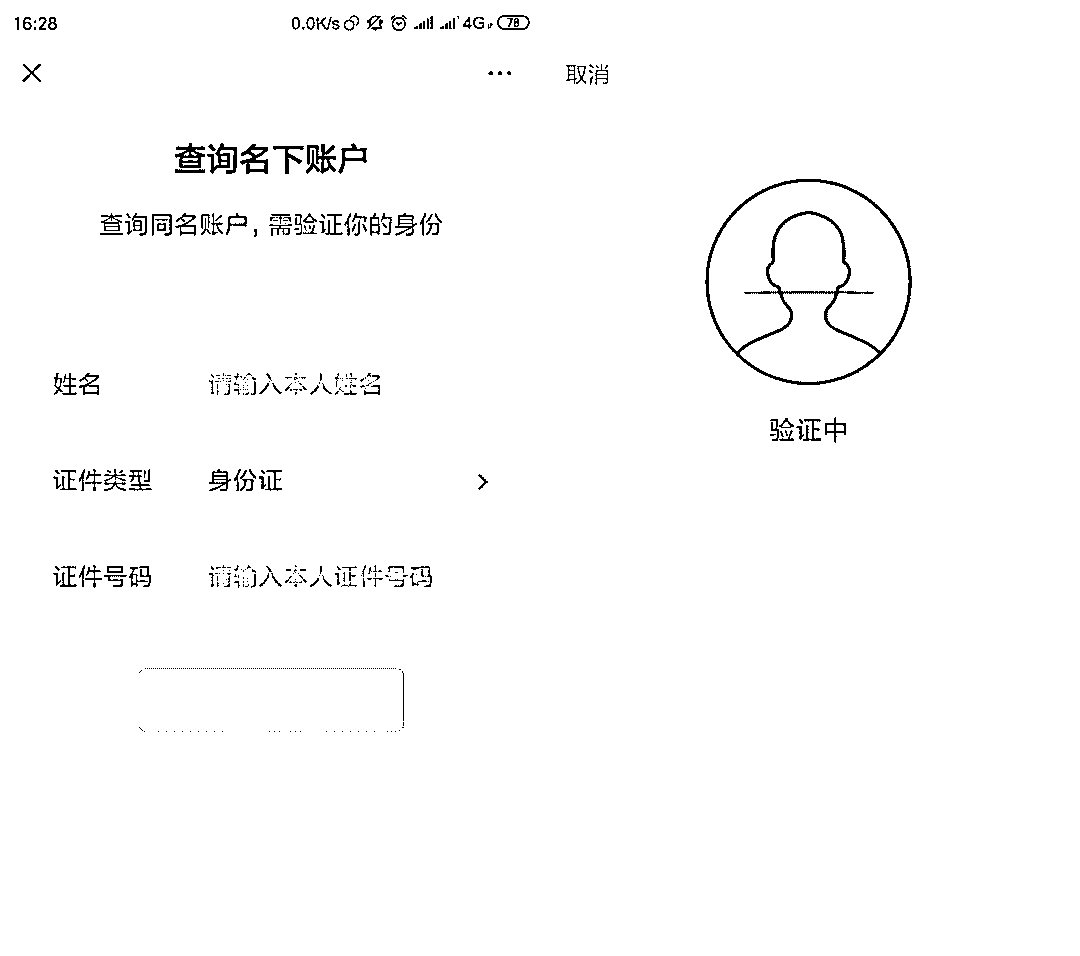 16:28
0.0K/s 4G 78
取消
查询名下账户
查询同名账户，需验证你的身份
姓名 请输入本人姓名
证件类型 身份证
证件号码 请输入本人证件号码
验证中